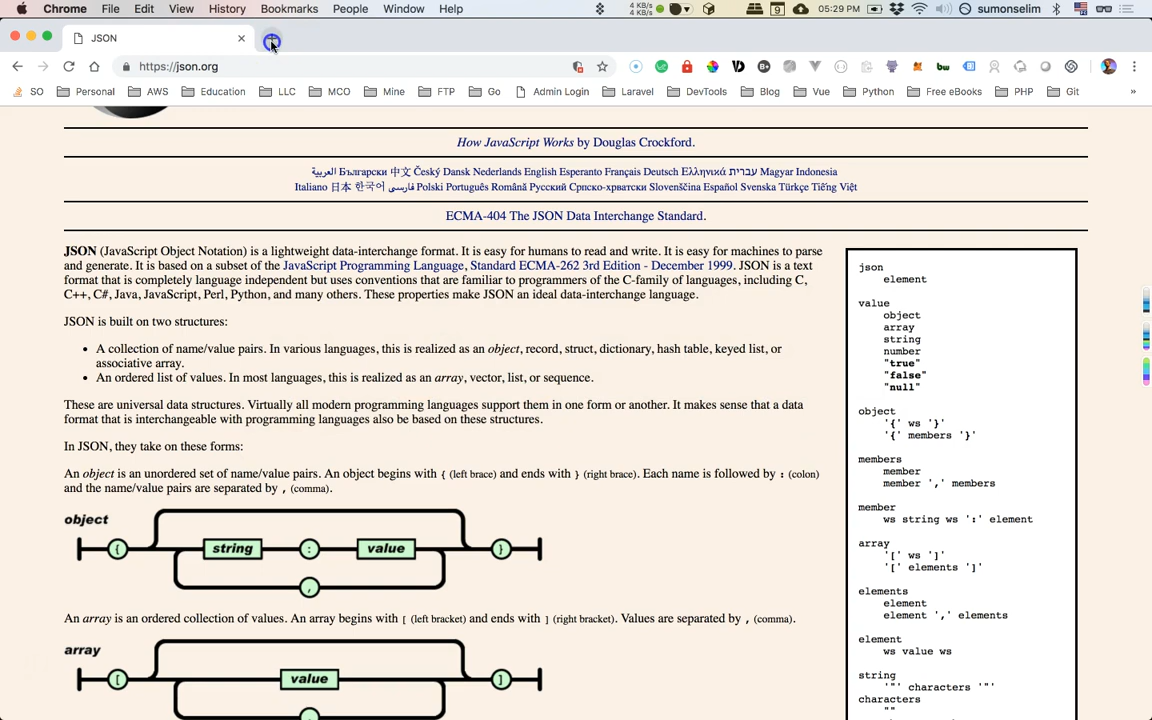 Chrome File Edit View History Bookmarks People Window Help 4 KB/s 4 KB/s 9 05:29 PM sumonselim
JSON
https://json.org
SO Personal AWS Education LLC MCO Mine FTP Go Admin Login Laravel DevTools Blog Vue Python Free eBooks PHP Git »
How JavaScript Works by Douglas Crockford.
العربية Български 中文 Český Dansk Nederlands English Esperanto Français Deutsch Ελληνικά עברית Magyar Indonesia
Italiano 日本 한국어 فارسی Polski Português Română Русский Српско-хрватски Slovenščina Español Svenska Türkçe Tiếng Việt
ECMA-404 The JSON Data Interchange Standard.
JSON (JavaScript Object Notation) is a lightweight data-interchange format. It is easy for humans to read and write. It is easy for machines to parse
and generate. It is based on a subset of the JavaScript Programming Language, Standard ECMA-262 3rd Edition - December 1999. JSON is a text
format that is completely language independent but uses conventions that are familiar to programmers of the C-family of languages, including C,
C++, C#, Java, JavaScript, Perl, Python, and many others. These properties make JSON an ideal data-interchange language.
JSON is built on two structures:
• A collection of name/value pairs. In various languages, this is realized as an object, record, struct, dictionary, hash table, keyed list, or
associative array.
• An ordered list of values. In most languages, this is realized as an array, vector, list, or sequence.
These are universal data structures. Virtually all modern programming languages support them in one form or another. It makes sense that a data
format that is interchangeable with programming languages also be based on these structures.
In JSON, they take on these forms:
An object is an unordered set of name/value pairs. An object begins with { (left brace) and ends with } (right brace). Each name is followed by : (colon)
and the name/value pairs are separated by , (comma).
object
{ string : value }
,
An array is an ordered collection of values. An array begins with [ (left bracket) and ends with ] (right bracket). Values are separated by , (comma).
array
[ value ]
,
json
element
value
object
array
string
number
"true"
"false"
"null"
object
'{' ws '}'
'{' members '}'
members
member
member ',' members
member
ws string ws ':' element
array
'[' ws ']'
'[' elements ']'
elements
element
element ',' elements
element
ws value ws
string
'"' characters '"'
characters
""